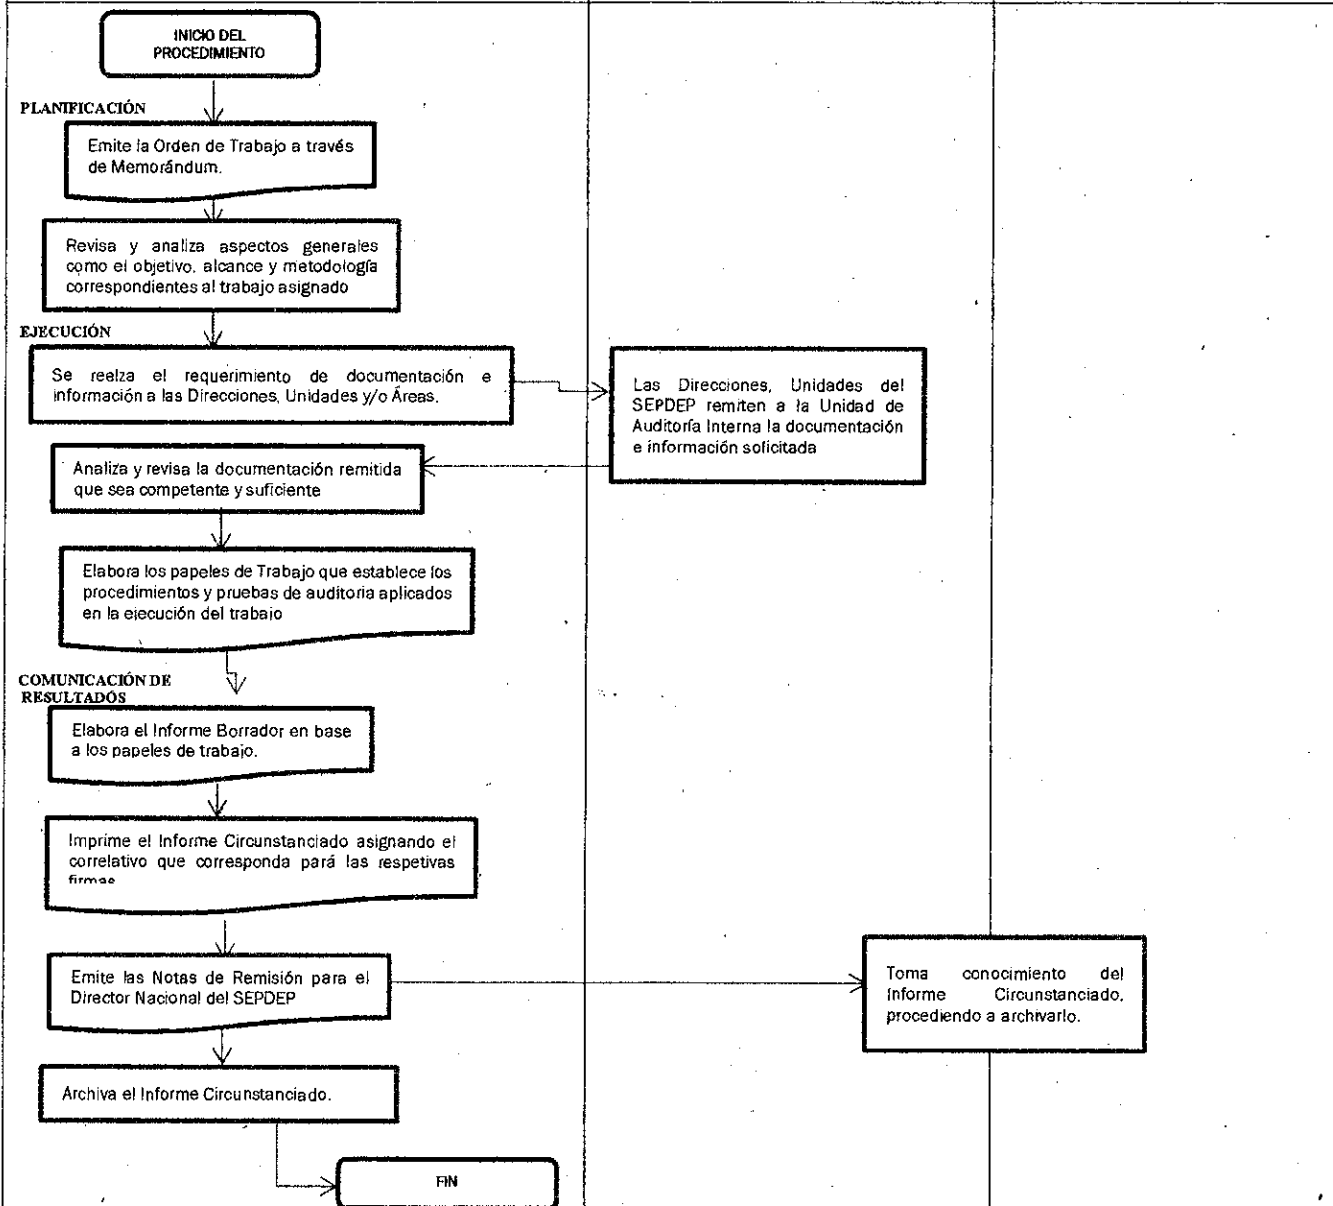 INICIO DEL
PROCEDIMIENTO
PLANIFICACIÓN
Emite la Orden de Trabajo a través
de Memorándum.
Revisa y analiza aspectos generales
como el objetivo, alcance y metodología
correspondientes al trabajo asignado
EJECUCIÓN
Se reelza el requerimiento de documentación e
información a las Direcciones, Unidades y/o Áreas.
Las Direcciones, Unidades del
SEPDEP remiten a la Unidad de
Auditoría Interna la documentación
e información solicitada
Analiza y revisa la documentación remitida
que sea competente y suficiente
Elabora los papeles de Trabajo que establece los
procedimientos y pruebas de auditoria aplicados
en la ejecución del trabajo
COMUNICACIÓN DE
RESULTADOS
Elabora el Informe Borrador en base
a los papeles de trabajo.
Imprime el Informe Circunstanciado asignando el
correlativo que corresponda pará las respetivas
firmas
Emite las Notas de Remisión para el
Director Nacional del SEPDEP
Toma conocimiento del
Informe Circunstanciado,
procediendo a archivarlo.
Archiva el Informe Circunstanciado.
FIN